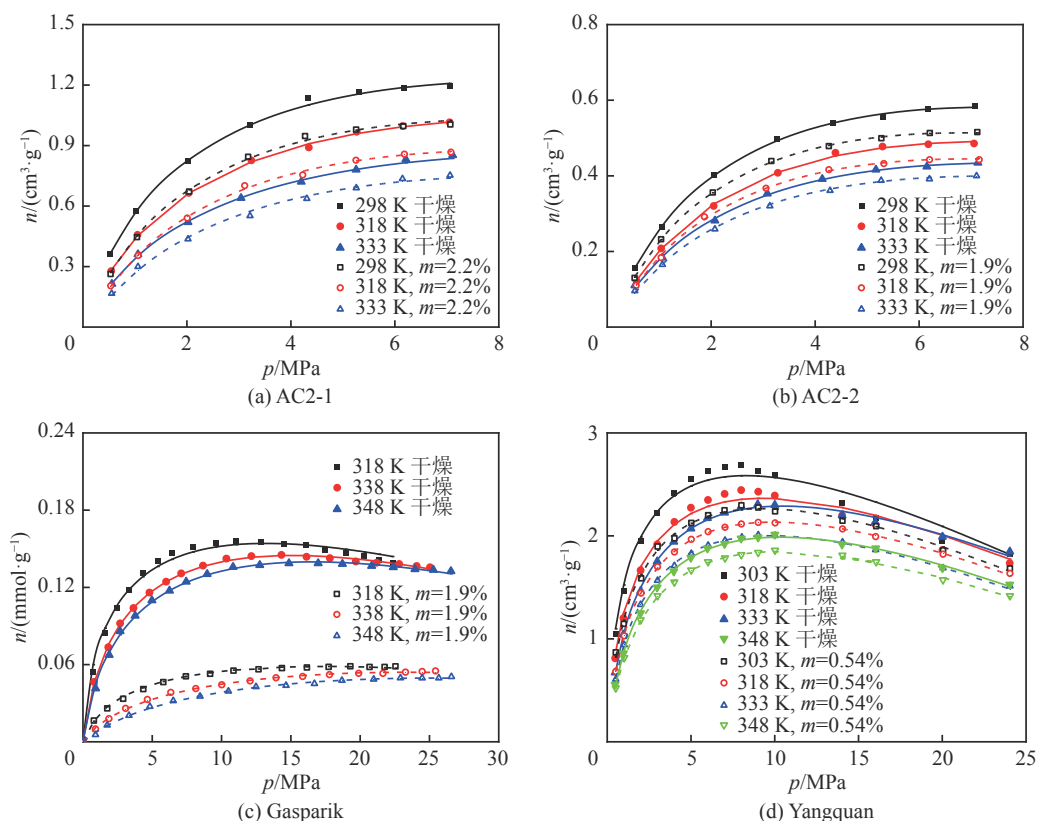 1.5
1.2
0.9
0.6
0.3
0
2
4
6
8
n/(cm³·g⁻¹)
298 K 干燥
318 K 干燥
333 K 干燥
298 K, m=2.2%
318 K, m=2.2%
333 K, m=2.2%
p/MPa
(a) AC2-1
0.8
0.6
0.4
0.2
0
2
4
6
8
n/(cm³·g⁻¹)
298 K 干燥
318 K 干燥
333 K 干燥
298 K, m=1.9%
318 K, m=1.9%
333 K, m=1.9%
p/MPa
(b) AC2-2
0.24
0.18
0.12
0.06
0
5
10
15
20
25
30
n/(mmol·g⁻¹)
318 K 干燥
338 K 干燥
348 K 干燥
318 K, m=1.9%
338 K, m=1.9%
348 K, m=1.9%
p/MPa
(c) Gasparik
3
2
1
0
5
10
15
20
25
n/(cm³·g⁻¹)
303 K 干燥
318 K 干燥
333 K 干燥
348 K 干燥
303 K, m=0.54%
318 K, m=0.54%
333 K, m=0.54%
348 K, m=0.54%
p/MPa
(d) Yangquan